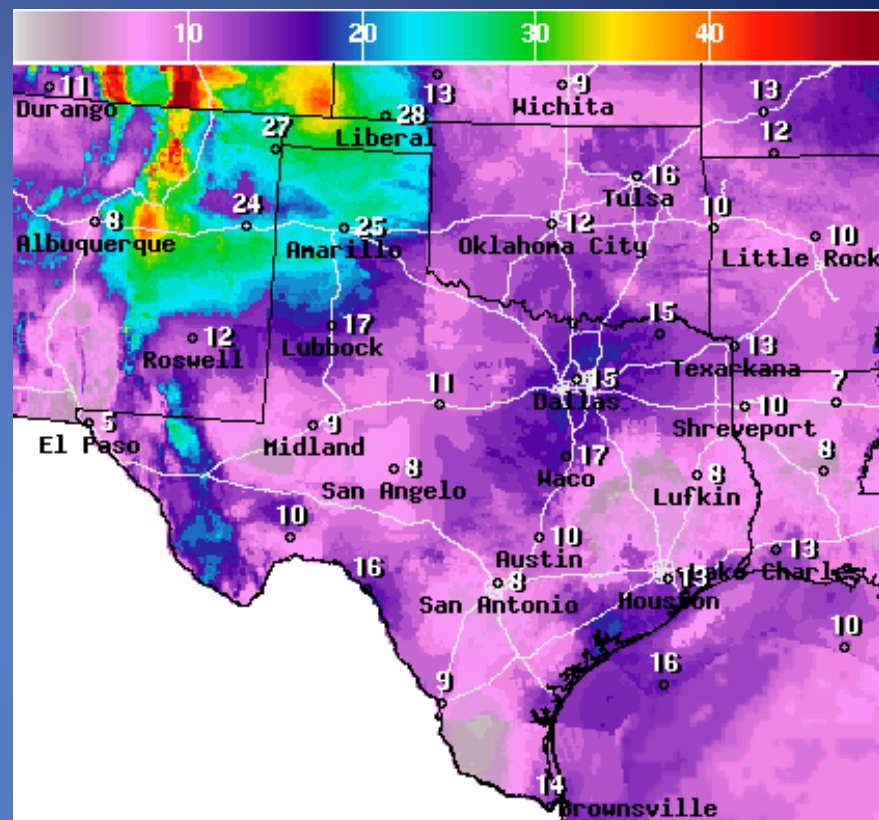 10 20 30 40
11 13 9 13
Durango Wichita
28
Liberal
27 12
16
Tulsa
8 24 25 12 10 10
Albuquerque Amarillo Oklahoma City Little Rock
12 17 15 13
Roswell Lubbock Texarkana
15
Dallas
5 9 11 10 7
El Paso Midland Shreveport
8 17 8 8
San Angelo Waco Lufkin
10 10 13
Austin
16 8 13 Lake Charles
San Antonio Houston
10
9 16
14
Brownsville